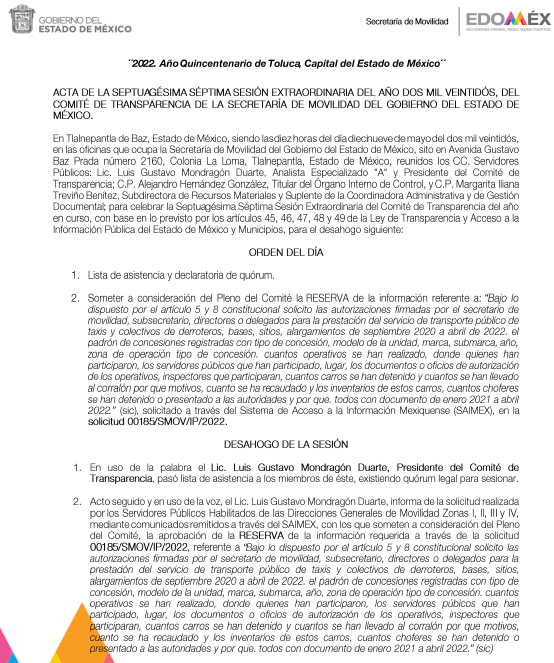 GOBIERNO DEL
ESTADO DE MÉXICO
Secretaría de Movilidad
EDOMÉX
DECISIONES FIRMES, RESULTADOS FUERTES.
´´2022. Año Quincentenario de Toluca, Capital del Estado de México´´
ACTA DE LA SEPTUAGÉSIMA SÉPTIMA SESIÓN EXTRAORDINARIA DEL AÑO DOS MIL VEINTIDÓS, DEL
COMITÉ DE TRANSPARENCIA DE LA SECRETARÍA DE MOVILIDAD DEL GOBIERNO DEL ESTADO DE
MÉXICO.
En Tlalnepantla de Baz, Estado de México, siendo las diez horas del día diecinueve de mayo del dos mil veintidós,
en las oficinas que ocupa la Secretaría de Movilidad del Gobierno del Estado de México, sito en Avenida Gustavo
Baz Prada número 2160, Colonia La Loma, Tlalnepantla, Estado de México, reunidos los CC. Servidores
Públicos: Lic. Luis Gustavo Mondragón Duarte, Analista Especializado "A" y Presidente del Comité de
Transparencia; C.P. Alejandro Hernández González, Titular del Órgano Interno de Control, y C.P. Margarita Iliana
Treviño Benítez, Subdirectora de Recursos Materiales y Suplente de la Coordinadora Administrativa y de Gestión
Documental; para celebrar la Septuagésima Séptima Sesión Extraordinaria del Comité de Transparencia del año
en curso, con base en lo previsto por los artículos 45, 46, 47, 48 y 49 de la Ley de Transparencia y Acceso a la
Información Pública del Estado de México y Municipios, para el desahogo siguiente:
ORDEN DEL DÍA
1. Lista de asistencia y declaratoria de quórum.
2. Someter a consideración del Pleno del Comité la RESERVA de la información referente a: "Bajo lo
dispuesto por el artículo 5 y 8 constitucional solicito las autorizaciones firmadas por el secretario de
movilidad, subsecretario, directores o delegados para la prestación del servicio de transporte público de
taxis y colectivos de derroteros, bases, sitios, alargamientos de septiembre 2020 a abril de 2022. el
padrón de concesiones registradas con tipo de concesión, modelo de la unidad, marca, submarca, año,
zona de operación tipo de concesión. cuantos operativos se han realizado, donde quienes han
participaron, los servidores púbicos que han participado, lugar, los documentos o oficios de autorización
de los operativos, inspectores que participaran, cuantos carros se han detenido y cuantos se han llevado
al corralón por que motivos, cuanto se ha recaudado y los inventarios de estos carros, cuantos choferes
se han detenido o presentado a las autoridades y por que. todos con documento de enero 2021 a abril
2022." (sic), solicitado a través del Sistema de Acceso a la Información Mexiquense (SAIMEX), en la
solicitud 00185/SMOV/IP/2022.
DESAHOGO DE LA SESIÓN
1. En uso de la palabra el Lic. Luis Gustavo Mondragón Duarte, Presidente del Comité de
Transparencia, pasó lista de asistencia a los miembros de éste, existiendo quórum legal para sesionar.
2. Acto seguido y en uso de la voz, el Lic. Luis Gustavo Mondragón Duarte, informa de la solicitud realizada
por los Servidores Públicos Habilitados de las Direcciones Generales de Movilidad Zonas I, II, III y IV,
mediante comunicados remitidos a través del SAIMEX, con los que someten a consideración del Pleno
del Comité, la aprobación de la RESERVA de la información requerida a través de la solicitud
00185/SMOV/IP/2022, referente a "Bajo lo dispuesto por el artículo 5 y 8 constitucional solicito las
autorizaciones firmadas por el secretario de movilidad, subsecretario, directores o delegados para la
prestación del servicio de transporte público de taxis y colectivos de derroteros, bases, sitios,
alargamientos de septiembre 2020 a abril de 2022. el padrón de concesiones registradas con tipo de
concesión, modelo de la unidad, marca, submarca, año, zona de operación tipo de concesión. cuantos
operativos se han realizado, donde quienes han participaron, los servidores púbicos que han
participado, lugar, los documentos o oficios de autorización de los operativos, inspectores que
participaran, cuantos carros se han detenido y cuantos se han llevado al corralón por que motivos,
cuanto se ha recaudado y los inventarios de estos carros, cuantos choferes se han detenido o
presentado a las autoridades y por que. todos con documento de enero 2021 a abril 2022." (sic)